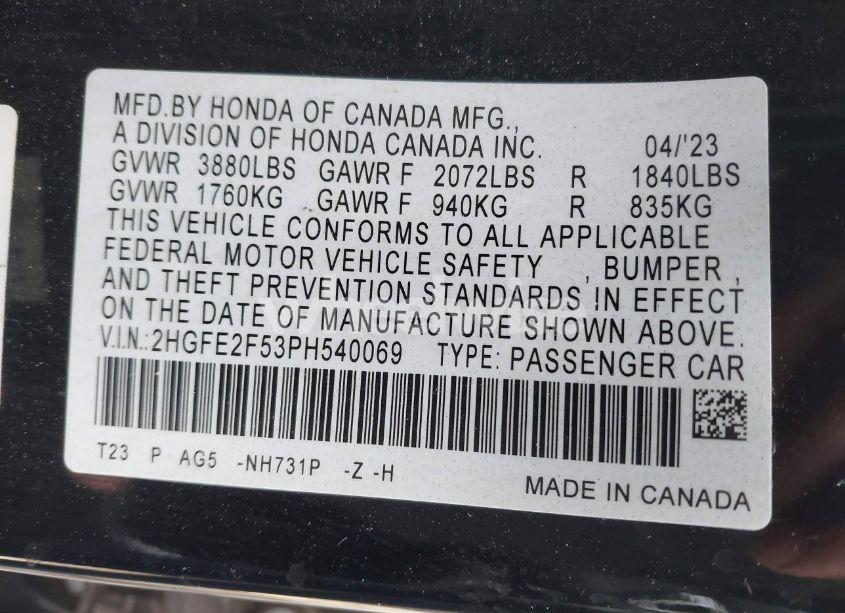 MFD.BY HONDA OF CANADA MFG.,
A DIVISION OF HONDA CANADA INC. 04/'23
GVWR 3880LBS GAWR F 2072LBS R 1840LBS
GVWR 1760KG GAWR F 940KG R 835KG
THIS VEHICLE CONFORMS TO ALL APPLICABLE
FEDERAL MOTOR VEHICLE SAFETY , BUMPER ,
AND THEFT PREVENTION STANDARDS IN EFFECT
ON THE DATE OF MANUFACTURE SHOWN ABOVE.
V.I.N.:2HGFE2F53PH540069 TYPE: PASSENGER CAR
T23 P AG5 -NH731P -Z -H
MADE IN CANADA